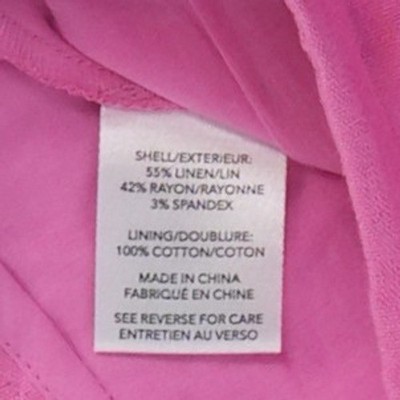 SHELL/EXTERIEUR:
55% LINEN/LIN
42% RAYON/RAYONNE
3% SPANDEX
LINING/DOUBLURE:
100% COTTON/COTON
MADE IN CHINA
FABRIQUÉ EN CHINE
SEE REVERSE FOR CARE
ENTRETIEN AU VERSO